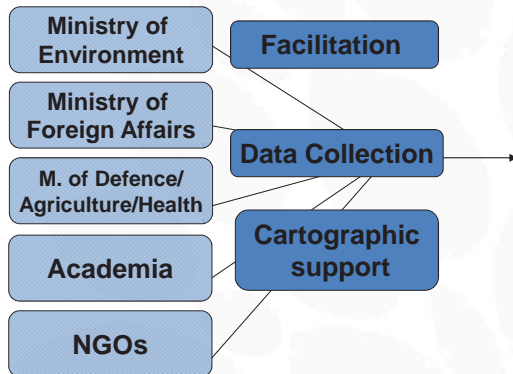 Ministry of
Environment
Facilitation
Ministry of
Foreign Affairs
Data Collection
M. of Defence/
Agriculture/Health
Cartographic
support
Academia
NGOs